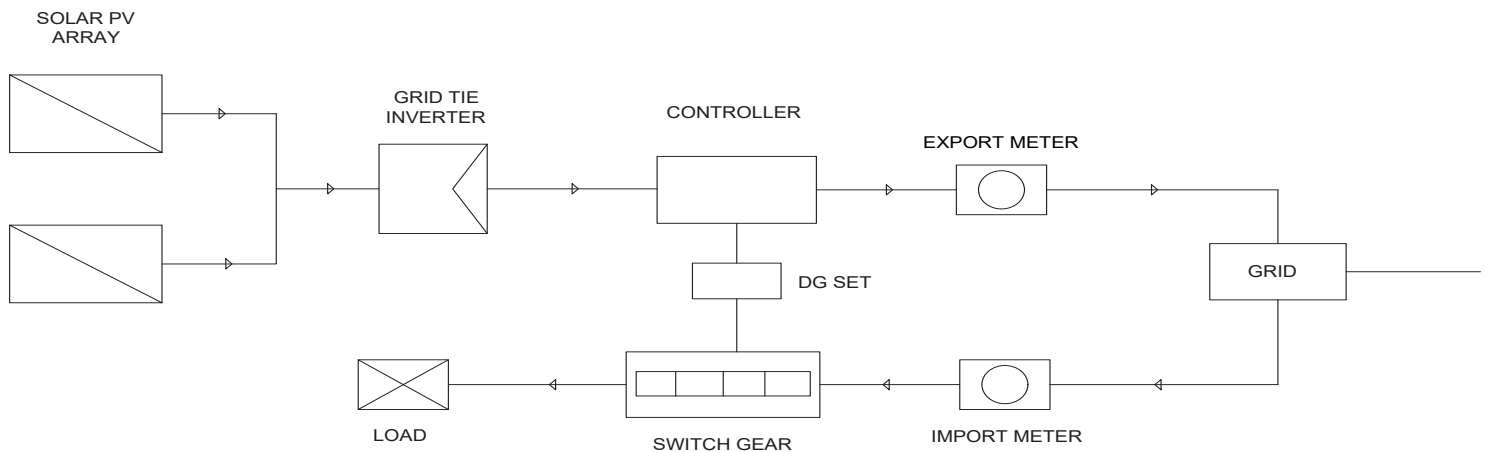 SOLAR PV
ARRAY
GRID TIE
INVERTER
CONTROLLER
EXPORT METER
GRID
DG SET
LOAD
SWITCH GEAR
IMPORT METER